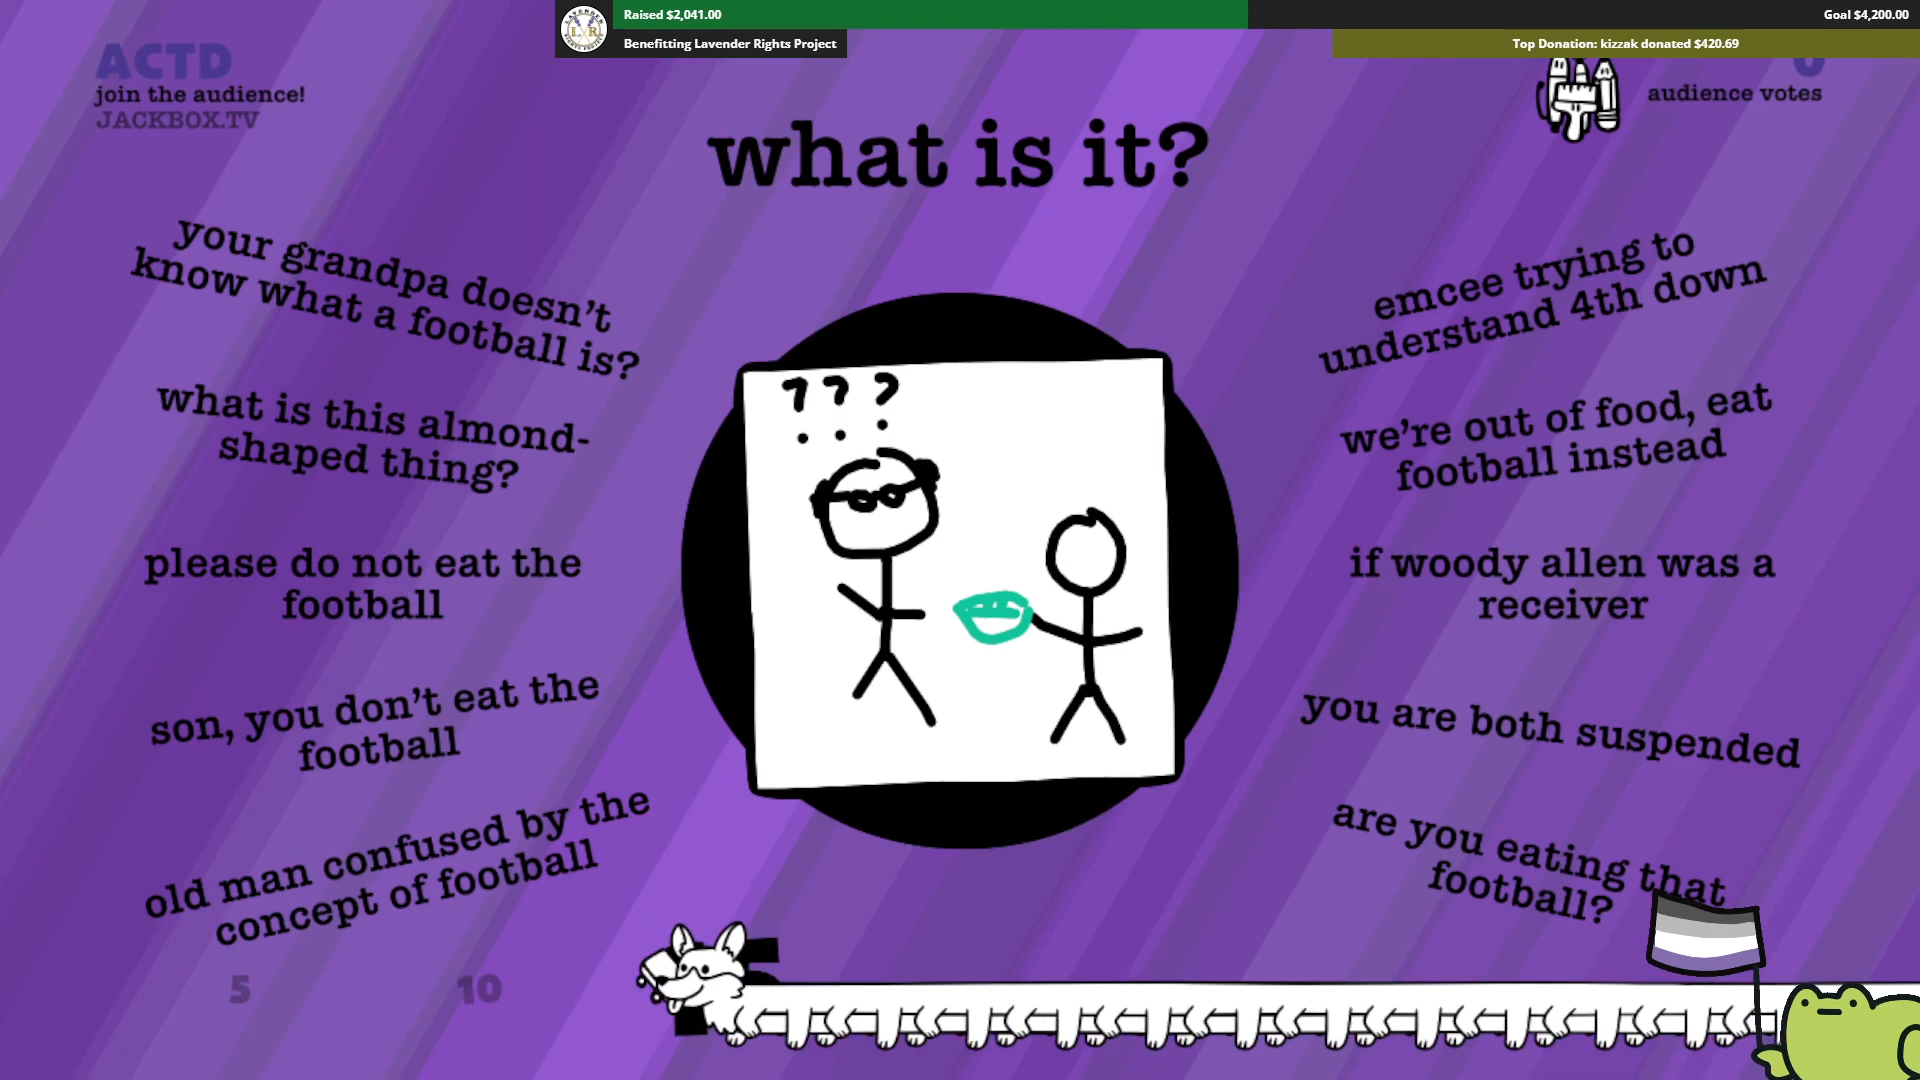 Raised $2,041.00
Goal $4,200.00
Benefitting Lavender Rights Project
Top Donation: kizzak donated $420.69
ACTD
join the audience!
JACKBOX.TV
audience votes
what is it?
your grandpa doesn't
know what a football is?
what is this almond-
shaped thing?
please do not eat the
football
son, you don't eat the
football
old man confused by the
concept of football
emcee trying to
understand 4th down
we're out of food, eat
football instead
if woody allen was a
receiver
you are both suspended
are you eating that
football?
???
5
10